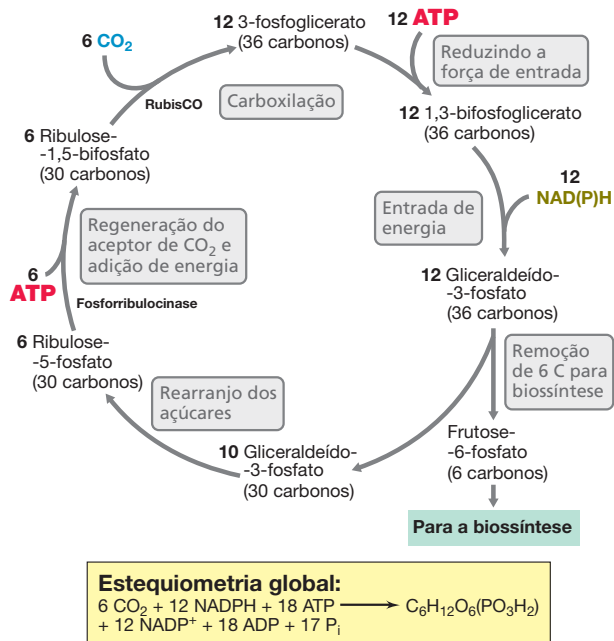 6 CO₂
12 3-fosfoglicerato
(36 carbonos)
12 ATP
Reduzindo a
força de entrada
RubisCO
Carboxilação
12 1,3-bifosfoglicerato
(36 carbonos)
6 Ribulose-
-1,5-bifosfato
(30 carbonos)
12
NAD(P)H
Entrada de
energia
Regeneração do
aceptor de CO₂ e
adição de energia
6
ATP
Fosforribulocinase
12 Gliceraldeído-
-3-fosfato
(36 carbonos)
6 Ribulose-
-5-fosfato
(30 carbonos)
Remoção
de 6 C para
biossíntese
Rearranjo dos
açúcares
10 Gliceraldeído-
-3-fosfato
(30 carbonos)
Frutose-
-6-fosfato
(6 carbonos)
Para a biossíntese
Estequiometria global:
6 CO₂ + 12 NADPH + 18 ATP ⟶ C₆H₁₂O₆(PO₃H₂)
+ 12 NADP⁺ + 18 ADP + 17 Pᵢ